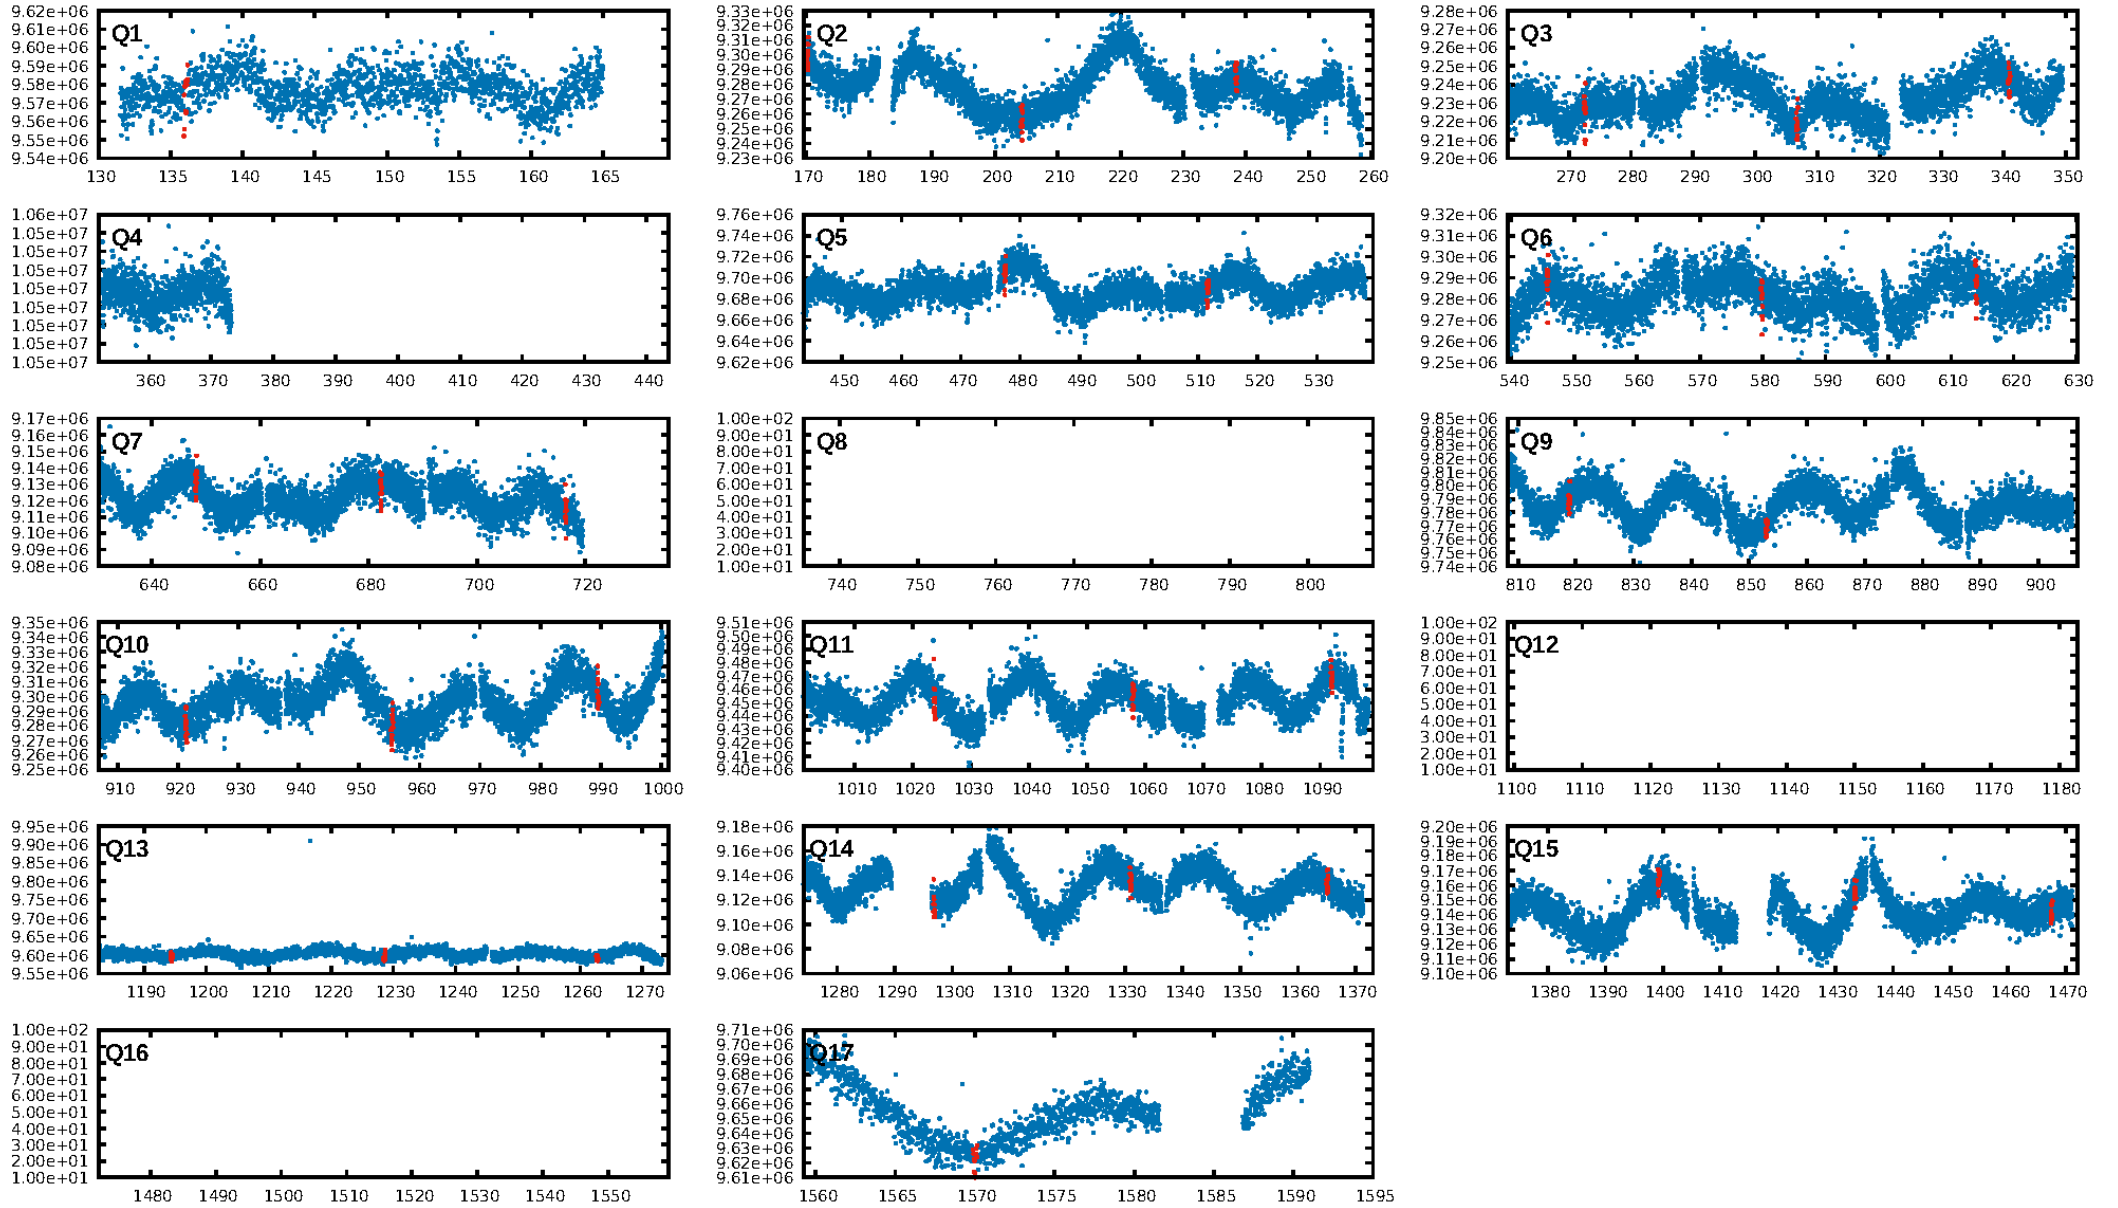 9.62e+06
9.61e+06
9.60e+06
9.59e+06
9.58e+06
9.57e+06
9.56e+06
9.55e+06
9.54e+06
Q1
130 135 140 145 150 155 160 165
9.33e+06
9.32e+06
9.31e+06
9.30e+06
9.29e+06
9.28e+06
9.27e+06
9.26e+06
9.25e+06
9.24e+06
9.23e+06
Q2
170 180 190 200 210 220 230 240 250 260
9.28e+06
9.27e+06
9.26e+06
9.25e+06
9.24e+06
9.23e+06
9.22e+06
9.21e+06
9.20e+06
Q3
270 280 290 300 310 320 330 340 350
1.06e+07
1.05e+07
1.05e+07
1.05e+07
1.05e+07
1.05e+07
1.05e+07
1.05e+07
1.05e+07
Q4
360 370 380 390 400 410 420 430 440
9.76e+06
9.74e+06
9.72e+06
9.70e+06
9.68e+06
9.66e+06
9.64e+06
9.62e+06
Q5
450 460 470 480 490 500 510 520 530
9.32e+06
9.31e+06
9.30e+06
9.29e+06
9.28e+06
9.27e+06
9.26e+06
9.25e+06
Q6
540 550 560 570 580 590 600 610 620 630
9.17e+06
9.16e+06
9.15e+06
9.14e+06
9.13e+06
9.12e+06
9.11e+06
9.10e+06
9.09e+06
9.08e+06
Q7
640 660 680 700 720
1.00e+02
9.00e+01
8.00e+01
7.00e+01
6.00e+01
5.00e+01
4.00e+01
3.00e+01
2.00e+01
1.00e+01
Q8
740 750 760 770 780 790 800
9.85e+06
9.84e+06
9.83e+06
9.82e+06
9.81e+06
9.80e+06
9.79e+06
9.78e+06
9.77e+06
9.76e+06
9.75e+06
9.74e+06
Q9
810 820 830 840 850 860 870 880 890 900
9.35e+06
9.34e+06
9.33e+06
9.32e+06
9.31e+06
9.30e+06
9.29e+06
9.28e+06
9.27e+06
9.26e+06
9.25e+06
Q10
910 920 930 940 950 960 970 980 990 1000
9.51e+06
9.50e+06
9.49e+06
9.48e+06
9.47e+06
9.46e+06
9.45e+06
9.44e+06
9.43e+06
9.42e+06
9.41e+06
9.40e+06
Q11
1010 1020 1030 1040 1050 1060 1070 1080 1090
1.00e+02
9.00e+01
8.00e+01
7.00e+01
6.00e+01
5.00e+01
4.00e+01
3.00e+01
2.00e+01
1.00e+01
Q12
1100 1110 1120 1130 1140 1150 1160 1170 1180
9.95e+06
9.90e+06
9.85e+06
9.80e+06
9.75e+06
9.70e+06
9.65e+06
9.60e+06
9.55e+06
Q13
1190 1200 1210 1220 1230 1240 1250 1260 1270
9.18e+06
9.16e+06
9.14e+06
9.12e+06
9.10e+06
9.08e+06
9.06e+06
Q14
1280 1290 1300 1310 1320 1330 1340 1350 1360 1370
9.20e+06
9.19e+06
9.18e+06
9.17e+06
9.16e+06
9.15e+06
9.14e+06
9.13e+06
9.12e+06
9.11e+06
9.10e+06
Q15
1380 1390 1400 1410 1420 1430 1440 1450 1460 1470
1.00e+02
9.00e+01
8.00e+01
7.00e+01
6.00e+01
5.00e+01
4.00e+01
3.00e+01
2.00e+01
1.00e+01
Q16
1480 1490 1500 1510 1520 1530 1540 1550
9.71e+06
9.70e+06
9.69e+06
9.68e+06
9.67e+06
9.66e+06
9.65e+06
9.64e+06
9.63e+06
9.62e+06
9.61e+06
Q17
1560 1565 1570 1575 1580 1585 1590 1595